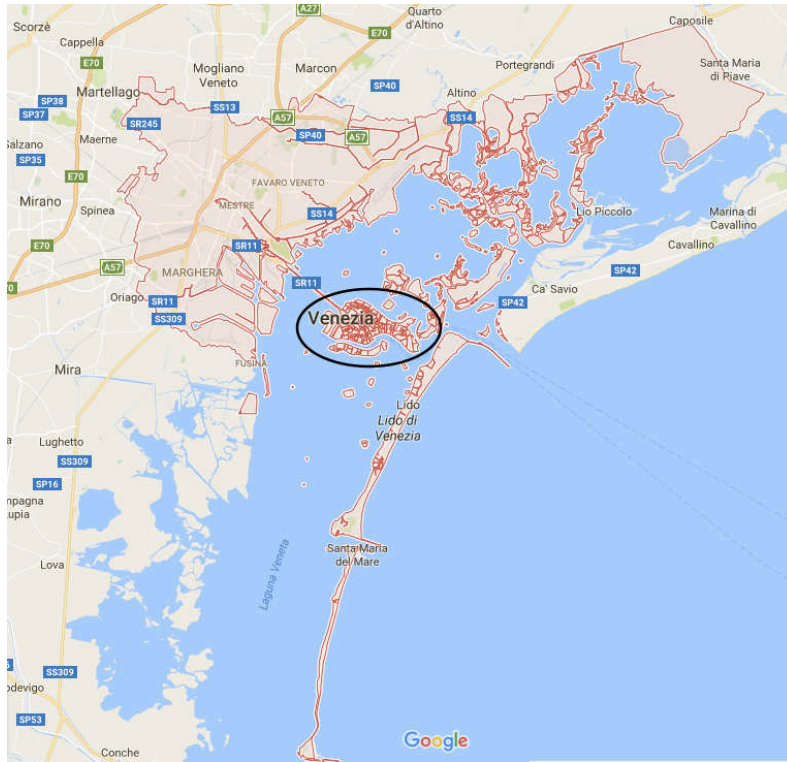 Scorzè
Cappella
E70
A27
Quarto
d'Altino
E70
Caposile
Mogliano
Veneto
Marcon
Portegrandi
Santa Maria
di Piave
SP38
SP37
Martellago
SS13
SP40
Altino
SR245
A57
SS14
Maerne
SP40
A57
Salzano
SP35
E70
FAVARO VENETO
Mirano
Spinea
MESTRE
SS14
Lio Piccolo
Marina di
Cavallino
E70
SR11
Cavallino
A57
MARGHERA
SR11
SP42
Oriago
SR11
SS309
Ca' Savio
SP42
Venezia
FUSINA
Mira
Lido
Lido di
Venezia
Lughetto
SS309
SP16
mpagna
Lupia
Santa Maria
del Mare
Lova
Laguna Veneta
SS309
odevigo
SP53
Google
Conche